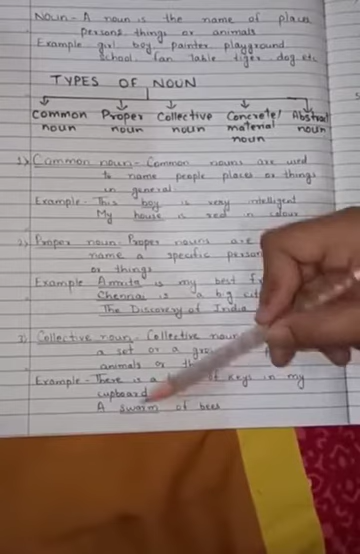 Noun - A noun is the name of places
persons things or animals
Example girl boy painter playground
school fan table tiger dog etc
TYPES OF NOUN
Common noun
Proper noun
Collective noun
Concrete/ material noun
Abstract noun
1) Common noun - Common nouns are used
to name people places or things
in general
Example - This boy is very intelligent
My house is red in colour
2) Proper noun - Proper nouns are
name a specific person
or things
Example Amrita is my best
Chennai is a big
The Discovery of India
3) Collective noun - Collective noun
a set or a
animals or
Example - There is a keys in my
cupboard
A swarm of bees